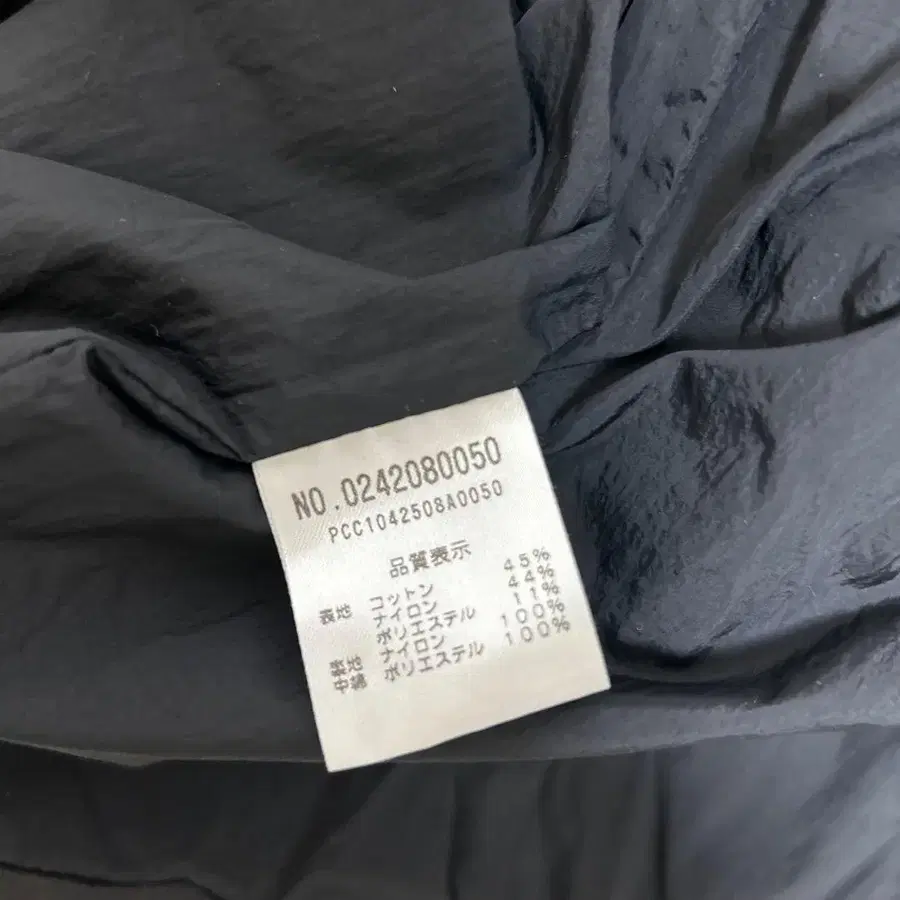 NO.0242080050
PCC1042508A0050
品質表示
表地 コットン 45%
ナイロン 44%
ポリエステル 11%
裏地 ナイロン 100%
中綿 ポリエステル 100%